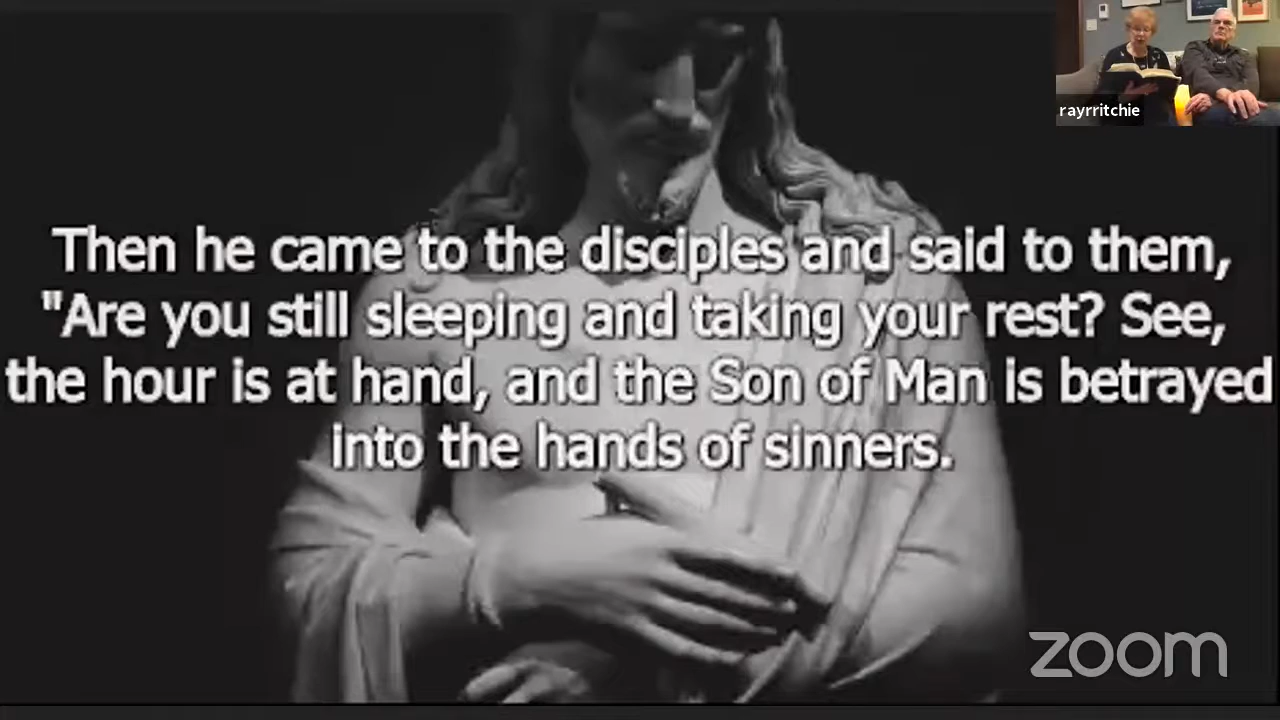 rayrritchie
Then he came to the disciples and said to them,
"Are you still sleeping and taking your rest? See,
the hour is at hand, and the Son of Man is betrayed
into the hands of sinners.
zoom